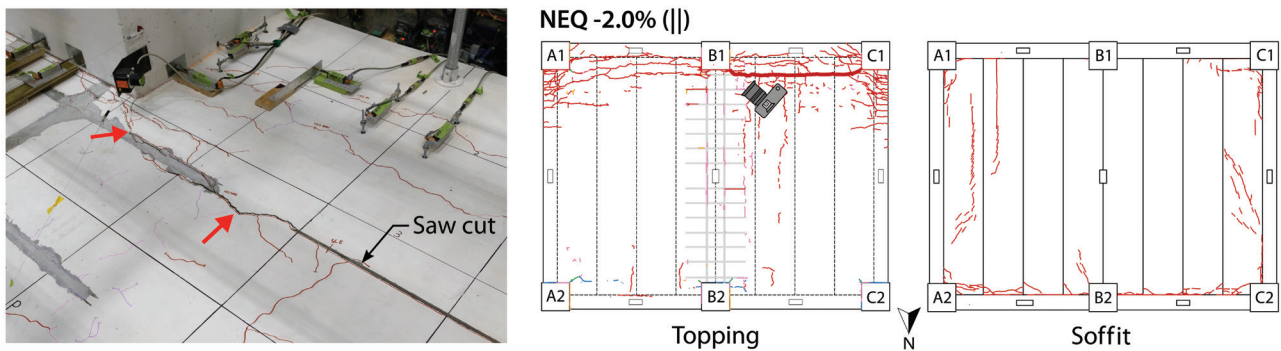 NEQ -2.0% (||)
Saw cut
A1
B1
C1
A2
B2
C2
Topping
N
A1
B1
C1
A2
B2
C2
Soffit